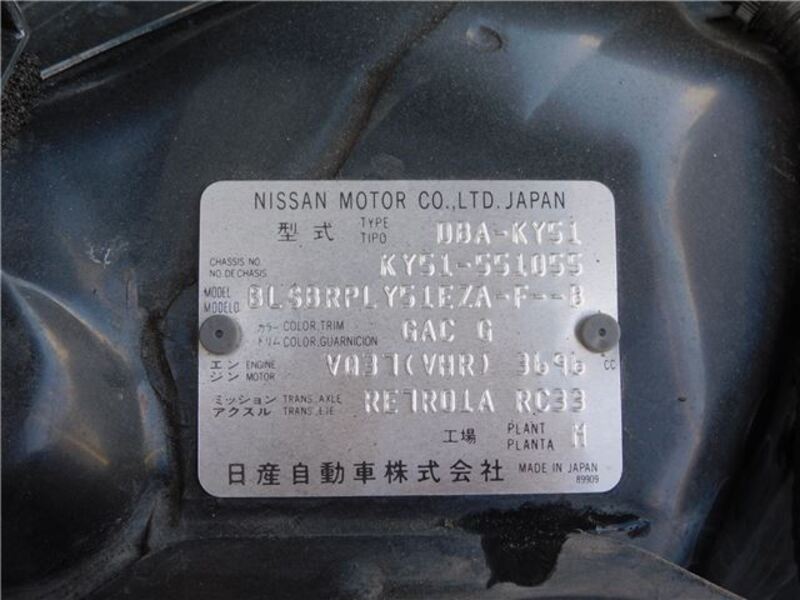 NISSAN MOTOR CO.,LTD. JAPAN
型式 TYPE TIPO DBA-KY51
CHASSIS NO. NO. DE CHASIS KY51-551055
MODEL MODELO BLSBRPLY51EZA-F--B
カラー COLOR, TRIM トリム COLOR, GUARNICION GAC G
エンジン ENGINE MOTOR VQ37(VHR) 3696 CC
ミッション TRANS. AXLE アクスル TRANS. EJE RE7R01A RC33
工場 PLANT PLANTA M
日産自動車株式会社 MADE IN JAPAN
89909